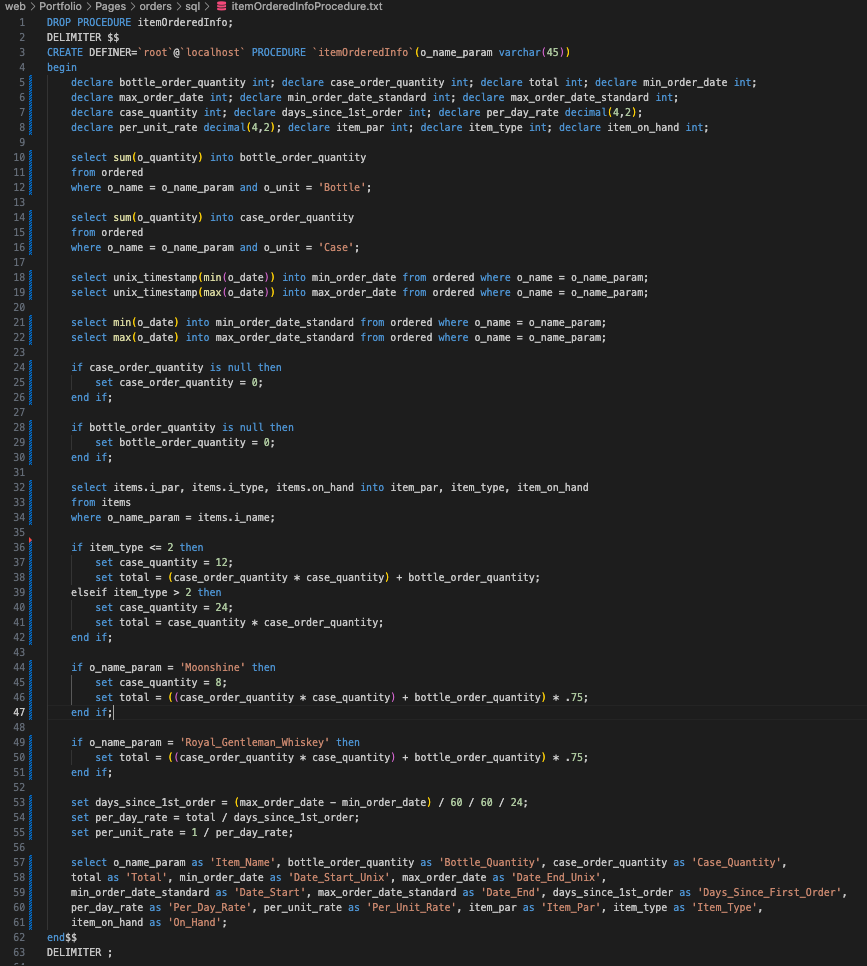 web > Portfolio > Pages > orders > sql > itemOrderedInfoProcedure.txt
1 DROP PROCEDURE itemOrderedInfo;
2 DELIMITER $$
3 CREATE DEFINER=`root`@`localhost` PROCEDURE `itemOrderedInfo`(o_name_param varchar(45))
4 begin
5 declare bottle_order_quantity int; declare case_order_quantity int; declare total int; declare min_order_date int;
6 declare max_order_date int; declare min_order_date_standard int; declare max_order_date_standard int;
7 declare case_quantity int; declare days_since_1st_order int; declare per_day_rate decimal(4,2);
8 declare per_unit_rate decimal(4,2); declare item_par int; declare item_type int; declare item_on_hand int;
9
10 select sum(o_quantity) into bottle_order_quantity
11 from ordered
12 where o_name = o_name_param and o_unit = 'Bottle';
13
14 select sum(o_quantity) into case_order_quantity
15 from ordered
16 where o_name = o_name_param and o_unit = 'Case';
17
18 select unix_timestamp(min(o_date)) into min_order_date from ordered where o_name = o_name_param;
19 select unix_timestamp(max(o_date)) into max_order_date from ordered where o_name = o_name_param;
20
21 select min(o_date) into min_order_date_standard from ordered where o_name = o_name_param;
22 select max(o_date) into max_order_date_standard from ordered where o_name = o_name_param;
23
24 if case_order_quantity is null then
25 set case_order_quantity = 0;
26 end if;
27
28 if bottle_order_quantity is null then
29 set bottle_order_quantity = 0;
30 end if;
31
32 select items.i_par, items.i_type, items.on_hand into item_par, item_type, item_on_hand
33 from items
34 where o_name_param = items.i_name;
35
36 if item_type <= 2 then
37 set case_quantity = 12;
38 set total = (case_order_quantity * case_quantity) + bottle_order_quantity;
39 elseif item_type > 2 then
40 set case_quantity = 24;
41 set total = case_quantity * case_order_quantity;
42 end if;
43
44 if o_name_param = 'Moonshine' then
45 set case_quantity = 8;
46 set total = ((case_order_quantity * case_quantity) + bottle_order_quantity) * .75;
47 end if;
48
49 if o_name_param = 'Royal_Gentleman_Whiskey' then
50 set total = ((case_order_quantity * case_quantity) + bottle_order_quantity) * .75;
51 end if;
52
53 set days_since_1st_order = (max_order_date - min_order_date) / 60 / 60 / 24;
54 set per_day_rate = total / days_since_1st_order;
55 set per_unit_rate = 1 / per_day_rate;
56
57 select o_name_param as 'Item_Name', bottle_order_quantity as 'Bottle_Quantity', case_order_quantity as 'Case_Quantity',
58 total as 'Total', min_order_date as 'Date_Start_Unix', max_order_date as 'Date_End_Unix',
59 min_order_date_standard as 'Date_Start', max_order_date_standard as 'Date_End', days_since_1st_order as 'Days_Since_First_Order',
60 per_day_rate as 'Per_Day_Rate', per_unit_rate as 'Per_Unit_Rate', item_par as 'Item_Par', item_type as 'Item_Type',
61 item_on_hand as 'On_Hand';
62 end$$
63 DELIMITER ;